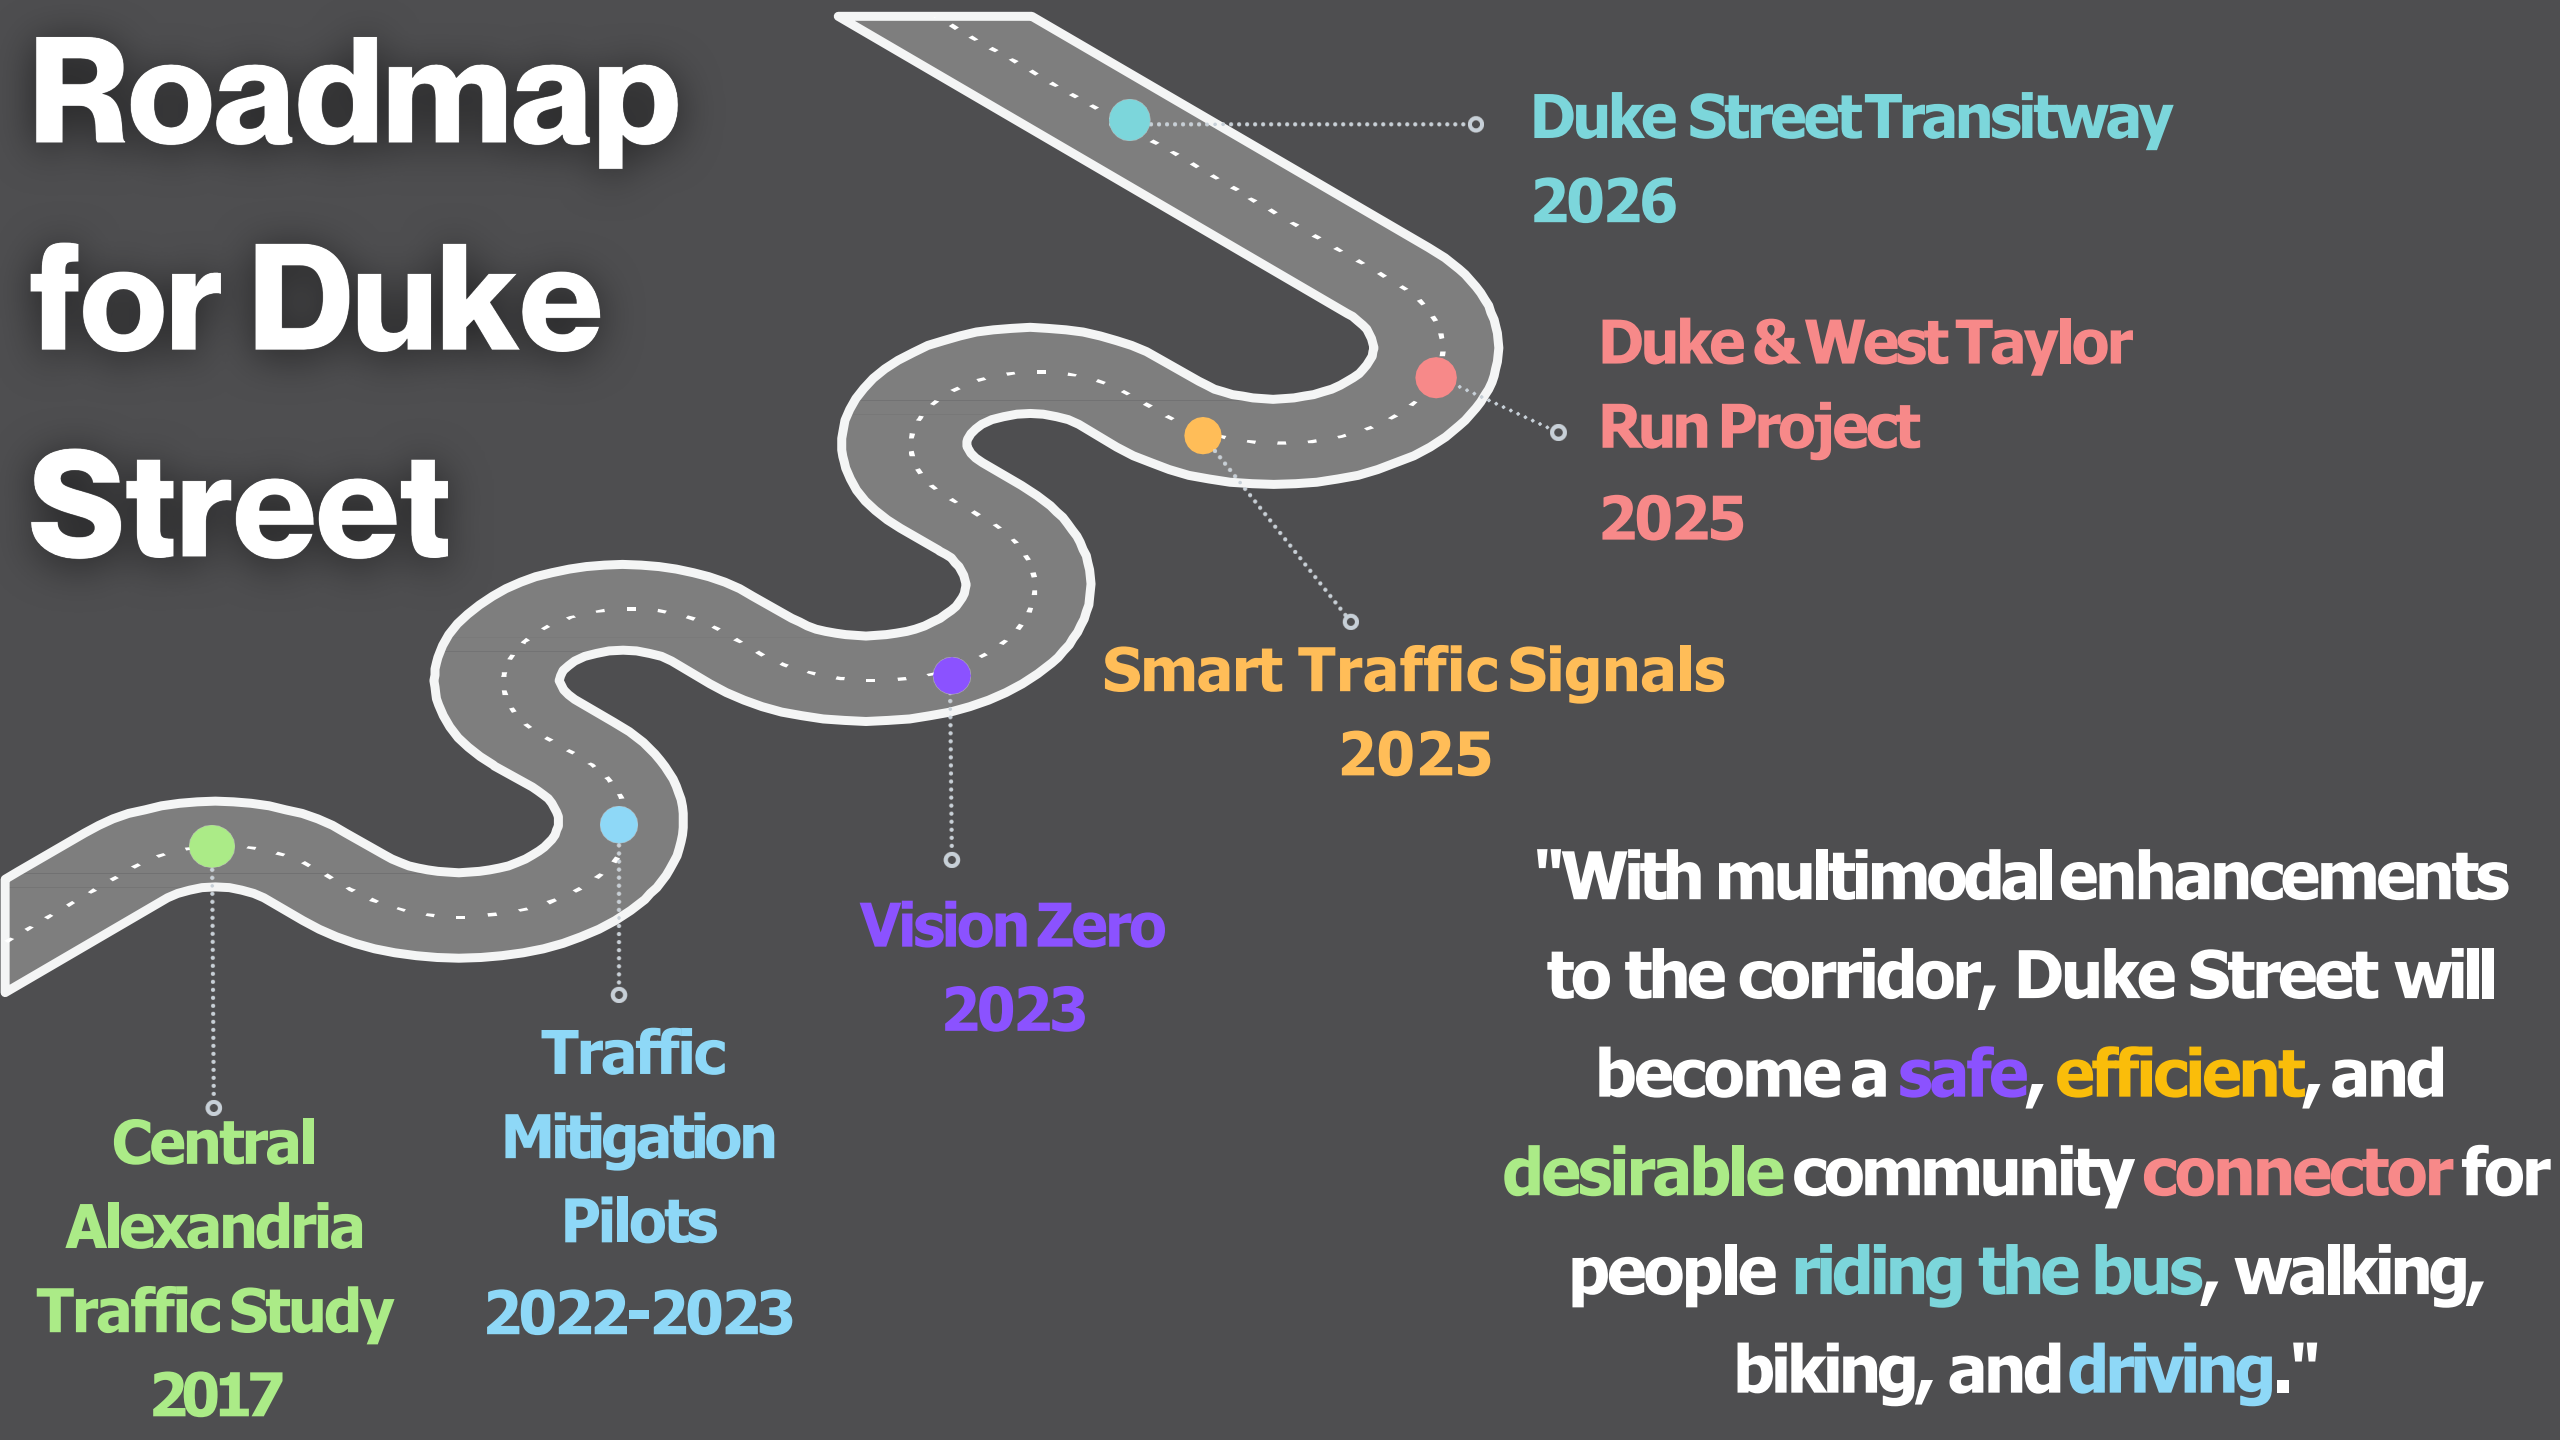 Roadmap
for Duke
Street
Duke Street Transitway
2026
Duke & West Taylor
Run Project
2025
Smart Traffic Signals
2025
Vision Zero
2023
Traffic
Mitigation
Pilots
2022-2023
Central
Alexandria
Traffic Study
2017
"With multimodal enhancements
to the corridor, Duke Street will
become a safe, efficient, and
desirable community connector for
people riding the bus, walking,
biking, and driving."